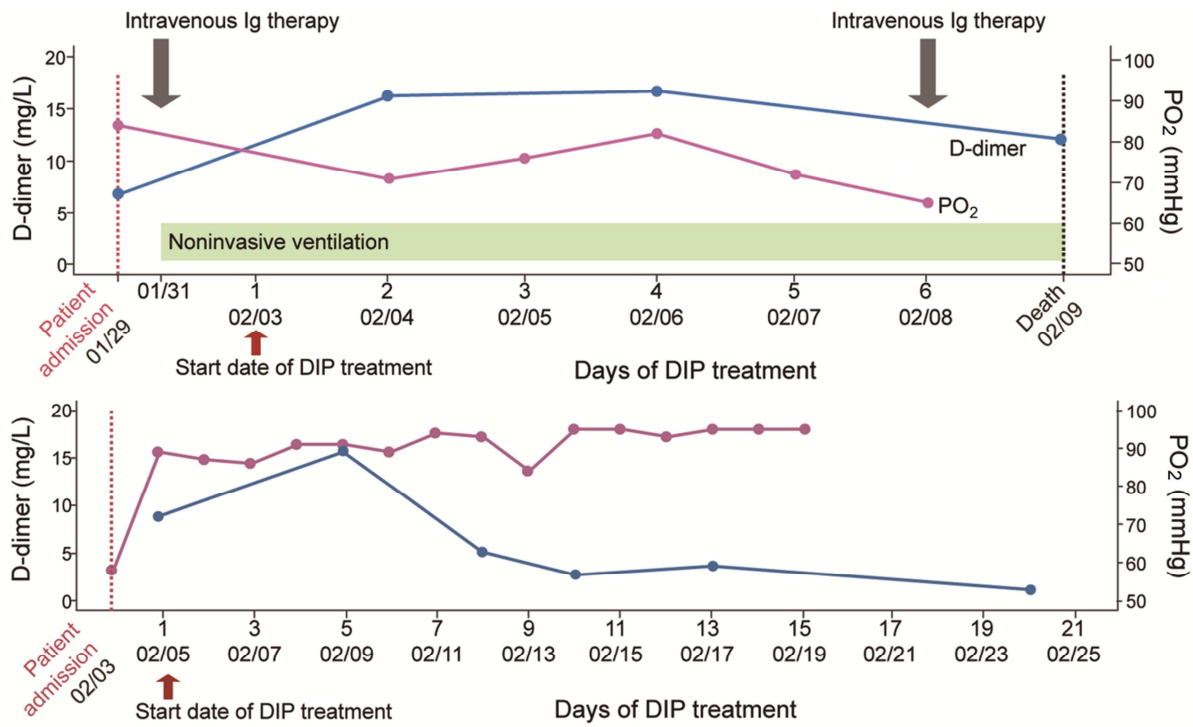 Intravenous Ig therapy Intravenous Ig therapy
20 100
15 90
10 80
5 70
0 60
50
D-dimer (mg/L)
PO2 (mmHg)
D-dimer
PO2
Noninvasive ventilation
Patient admission 01/29
01/31 1 2 3 4 5 6
02/03 02/04 02/05 02/06 02/07 02/08
Death 02/09
Start date of DIP treatment
Days of DIP treatment
20 100
15 90
10 80
5 70
0 60
50
D-dimer (mg/L)
PO2 (mmHg)
Patient admission 02/03
1 3 5 7 9 11 13 15 17 19 21
02/05 02/07 02/09 02/11 02/13 02/15 02/17 02/19 02/21 02/23 02/25
Start date of DIP treatment
Days of DIP treatment